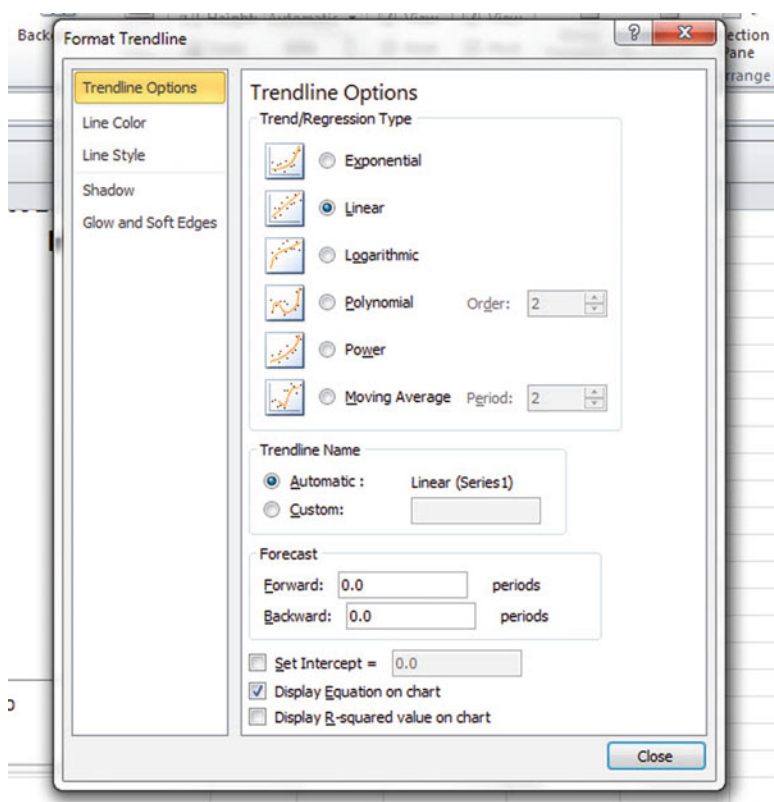 Back
Format Trendline
ection
Pane
rrange
Trendline Options
Line Color
Line Style
Shadow
Glow and Soft Edges
Trendline Options
Trend/Regression Type
Exponential
Linear
Logarithmic
Polynomial Order: 2
Power
Moving Average Period: 2
Trendline Name
Automatic : Linear (Series1)
Custom:
Forecast
Forward: 0.0 periods
Backward: 0.0 periods
Set Intercept = 0.0
Display Equation on chart
Display R-squared value on chart
Close